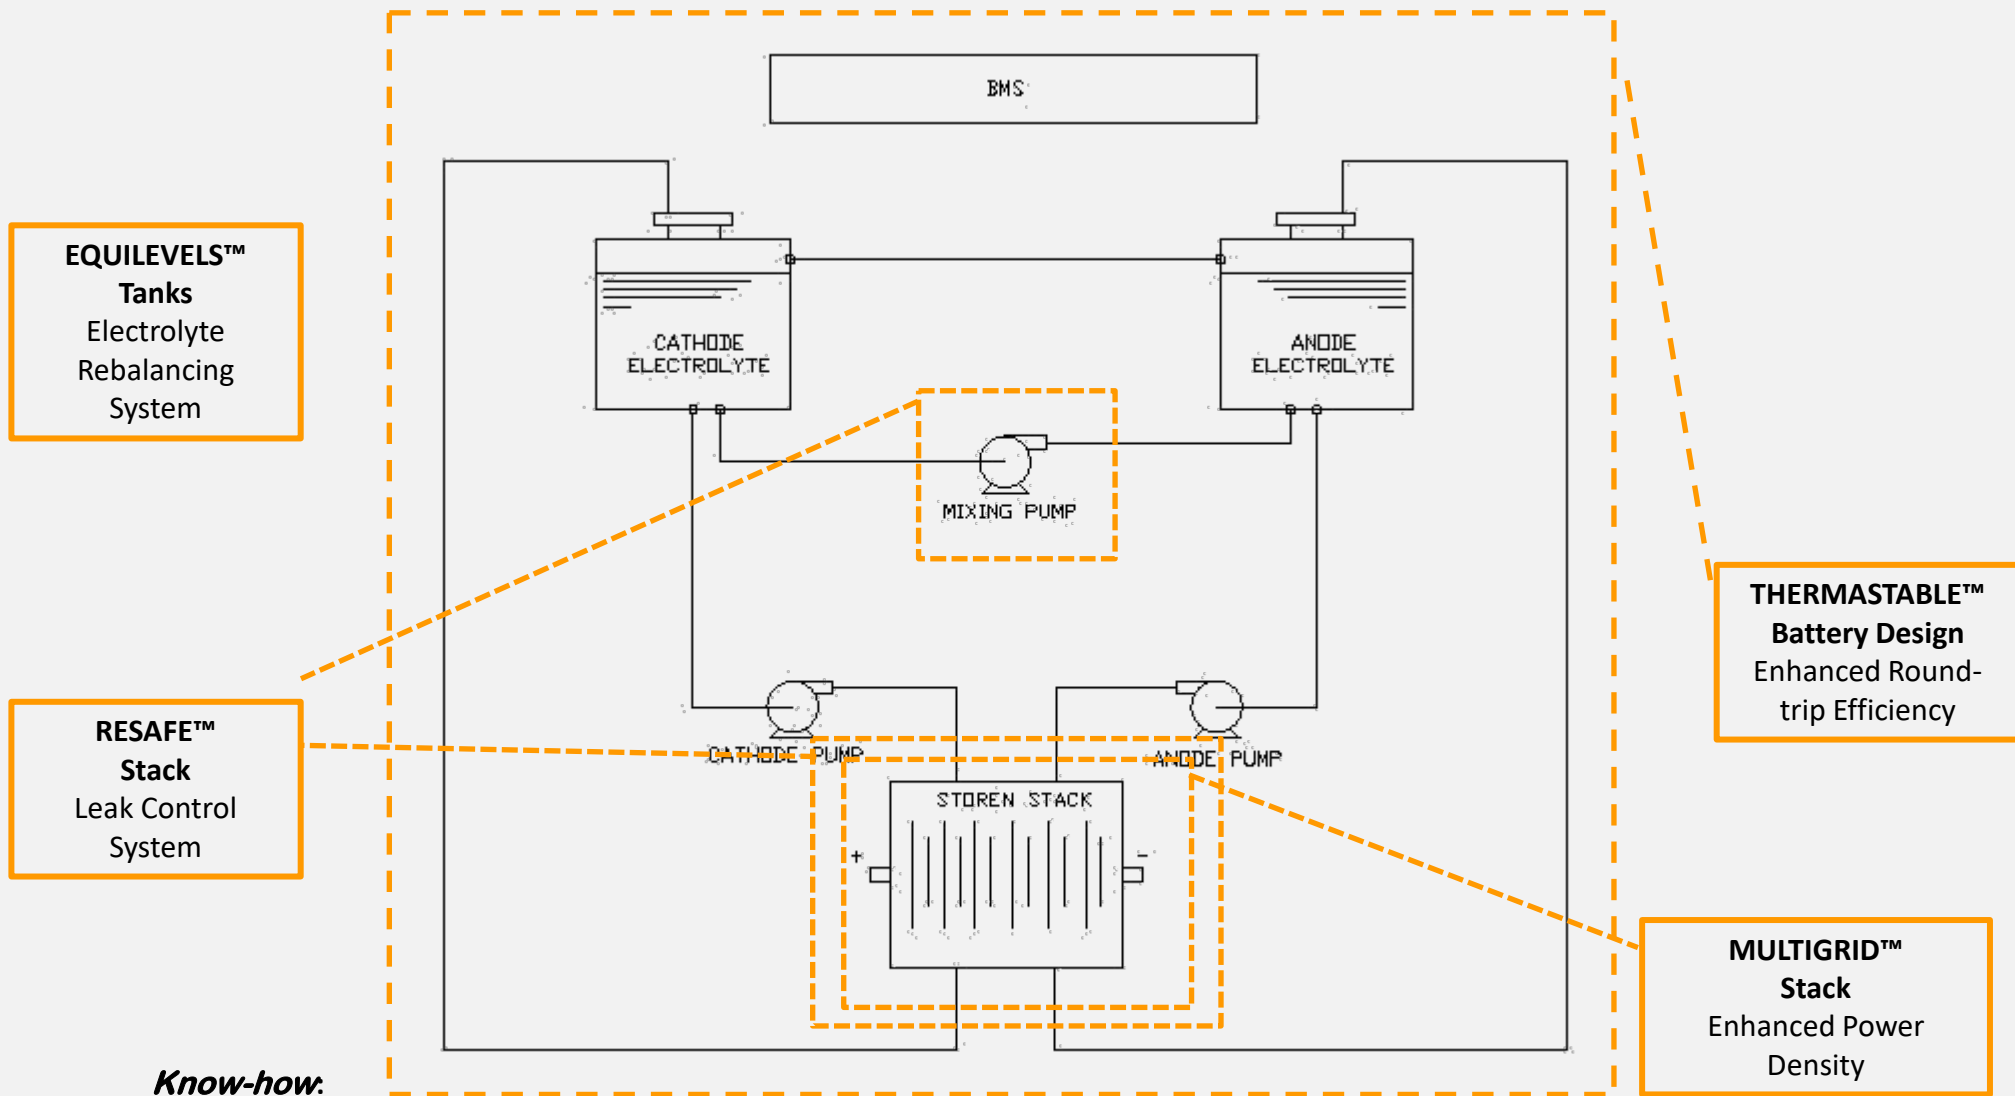 BMS
EQUILEVELS™
Tanks
Electrolyte
Rebalancing
System
CATHODE
ELECTROLYTE
ANODE
ELECTROLYTE
MIXING PUMP
THERMASTABLE™
Battery Design
Enhanced Round-
trip Efficiency
RESAFE™
Stack
Leak Control
System
CATHODE PUMP
ANODE PUMP
STOREN STACK
+
-
MULTIGRID™
Stack
Enhanced Power
Density
Know-how: